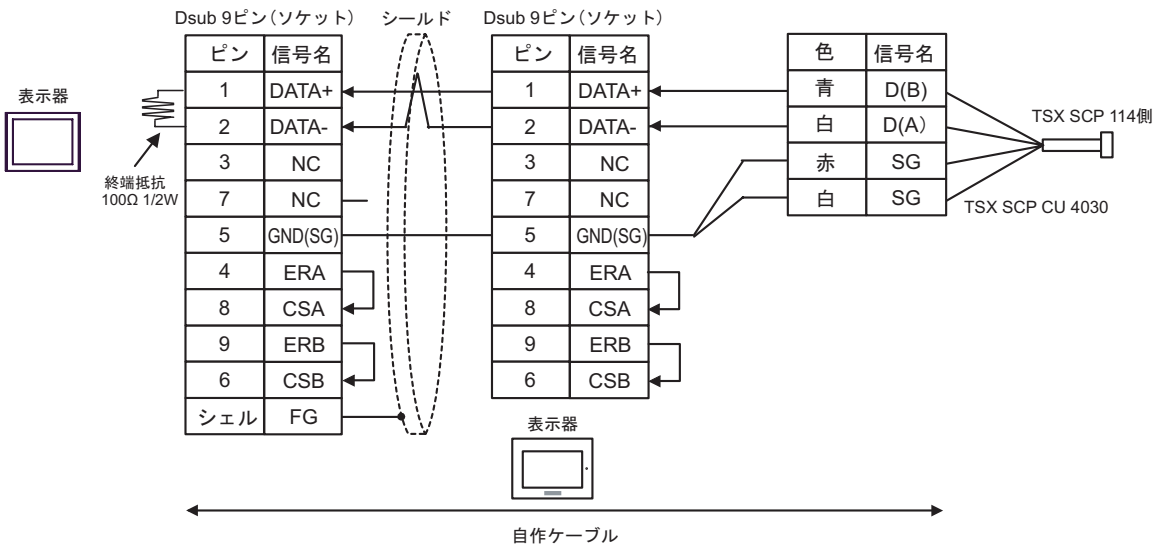 Dsub 9ピン(ソケット)
シールド
Dsub 9ピン(ソケット)
表示器
終端抵抗
100Ω 1/2W
ピン 信号名
1 DATA+
2 DATA-
3 NC
7 NC
5 GND(SG)
4 ERA
8 CSA
9 ERB
6 CSB
シェル FG
ピン 信号名
1 DATA+
2 DATA-
3 NC
7 NC
5 GND(SG)
4 ERA
8 CSA
9 ERB
6 CSB
表示器
色 信号名
青 D(B)
白 D(A)
赤 SG
白 SG
TSX SCP 114側
TSX SCP CU 4030
自作ケーブル